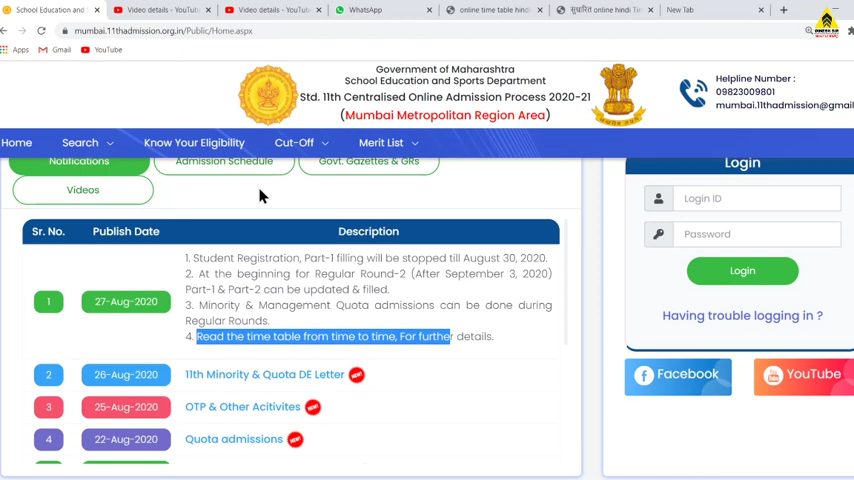 School Education and S
Video details - YouTub
Video details - YouTub
WhatsApp
online time table hindi
सुधारित online hindi Tim
New Tab
mumbai.11thadmission.org.in/Public/Home.aspx
Apps
Gmail
YouTube
Government of Maharashtra
School Education and Sports Department
Std. 11th Centralised Online Admission Process 2020-21
(Mumbai Metropolitan Region Area)
Helpline Number :
09823009801
mumbai.11thadmission@gmail
Home
Search
Know Your Eligibility
Cut-Off
Merit List
Notifications
Admission Schedule
Govt. Gazettes & GRs
Videos
Sr. No.
Publish Date
Description
1
27-Aug-2020
1. Student Registration, Part-1 filling will be stopped till August 30, 2020.
2. At the beginning for Regular Round-2 (After September 3, 2020)
Part-1 & Part-2 can be updated & filled.
3. Minority & Management Quota admissions can be done during
Regular Rounds.
4. Read the time table from time to time, For further details.
2
26-Aug-2020
11th Minority & Quota DE Letter
3
25-Aug-2020
OTP & Other Acitivites
4
22-Aug-2020
Quota admissions
Login
Login ID
Password
Login
Having trouble logging in ?
Facebook
YouTube